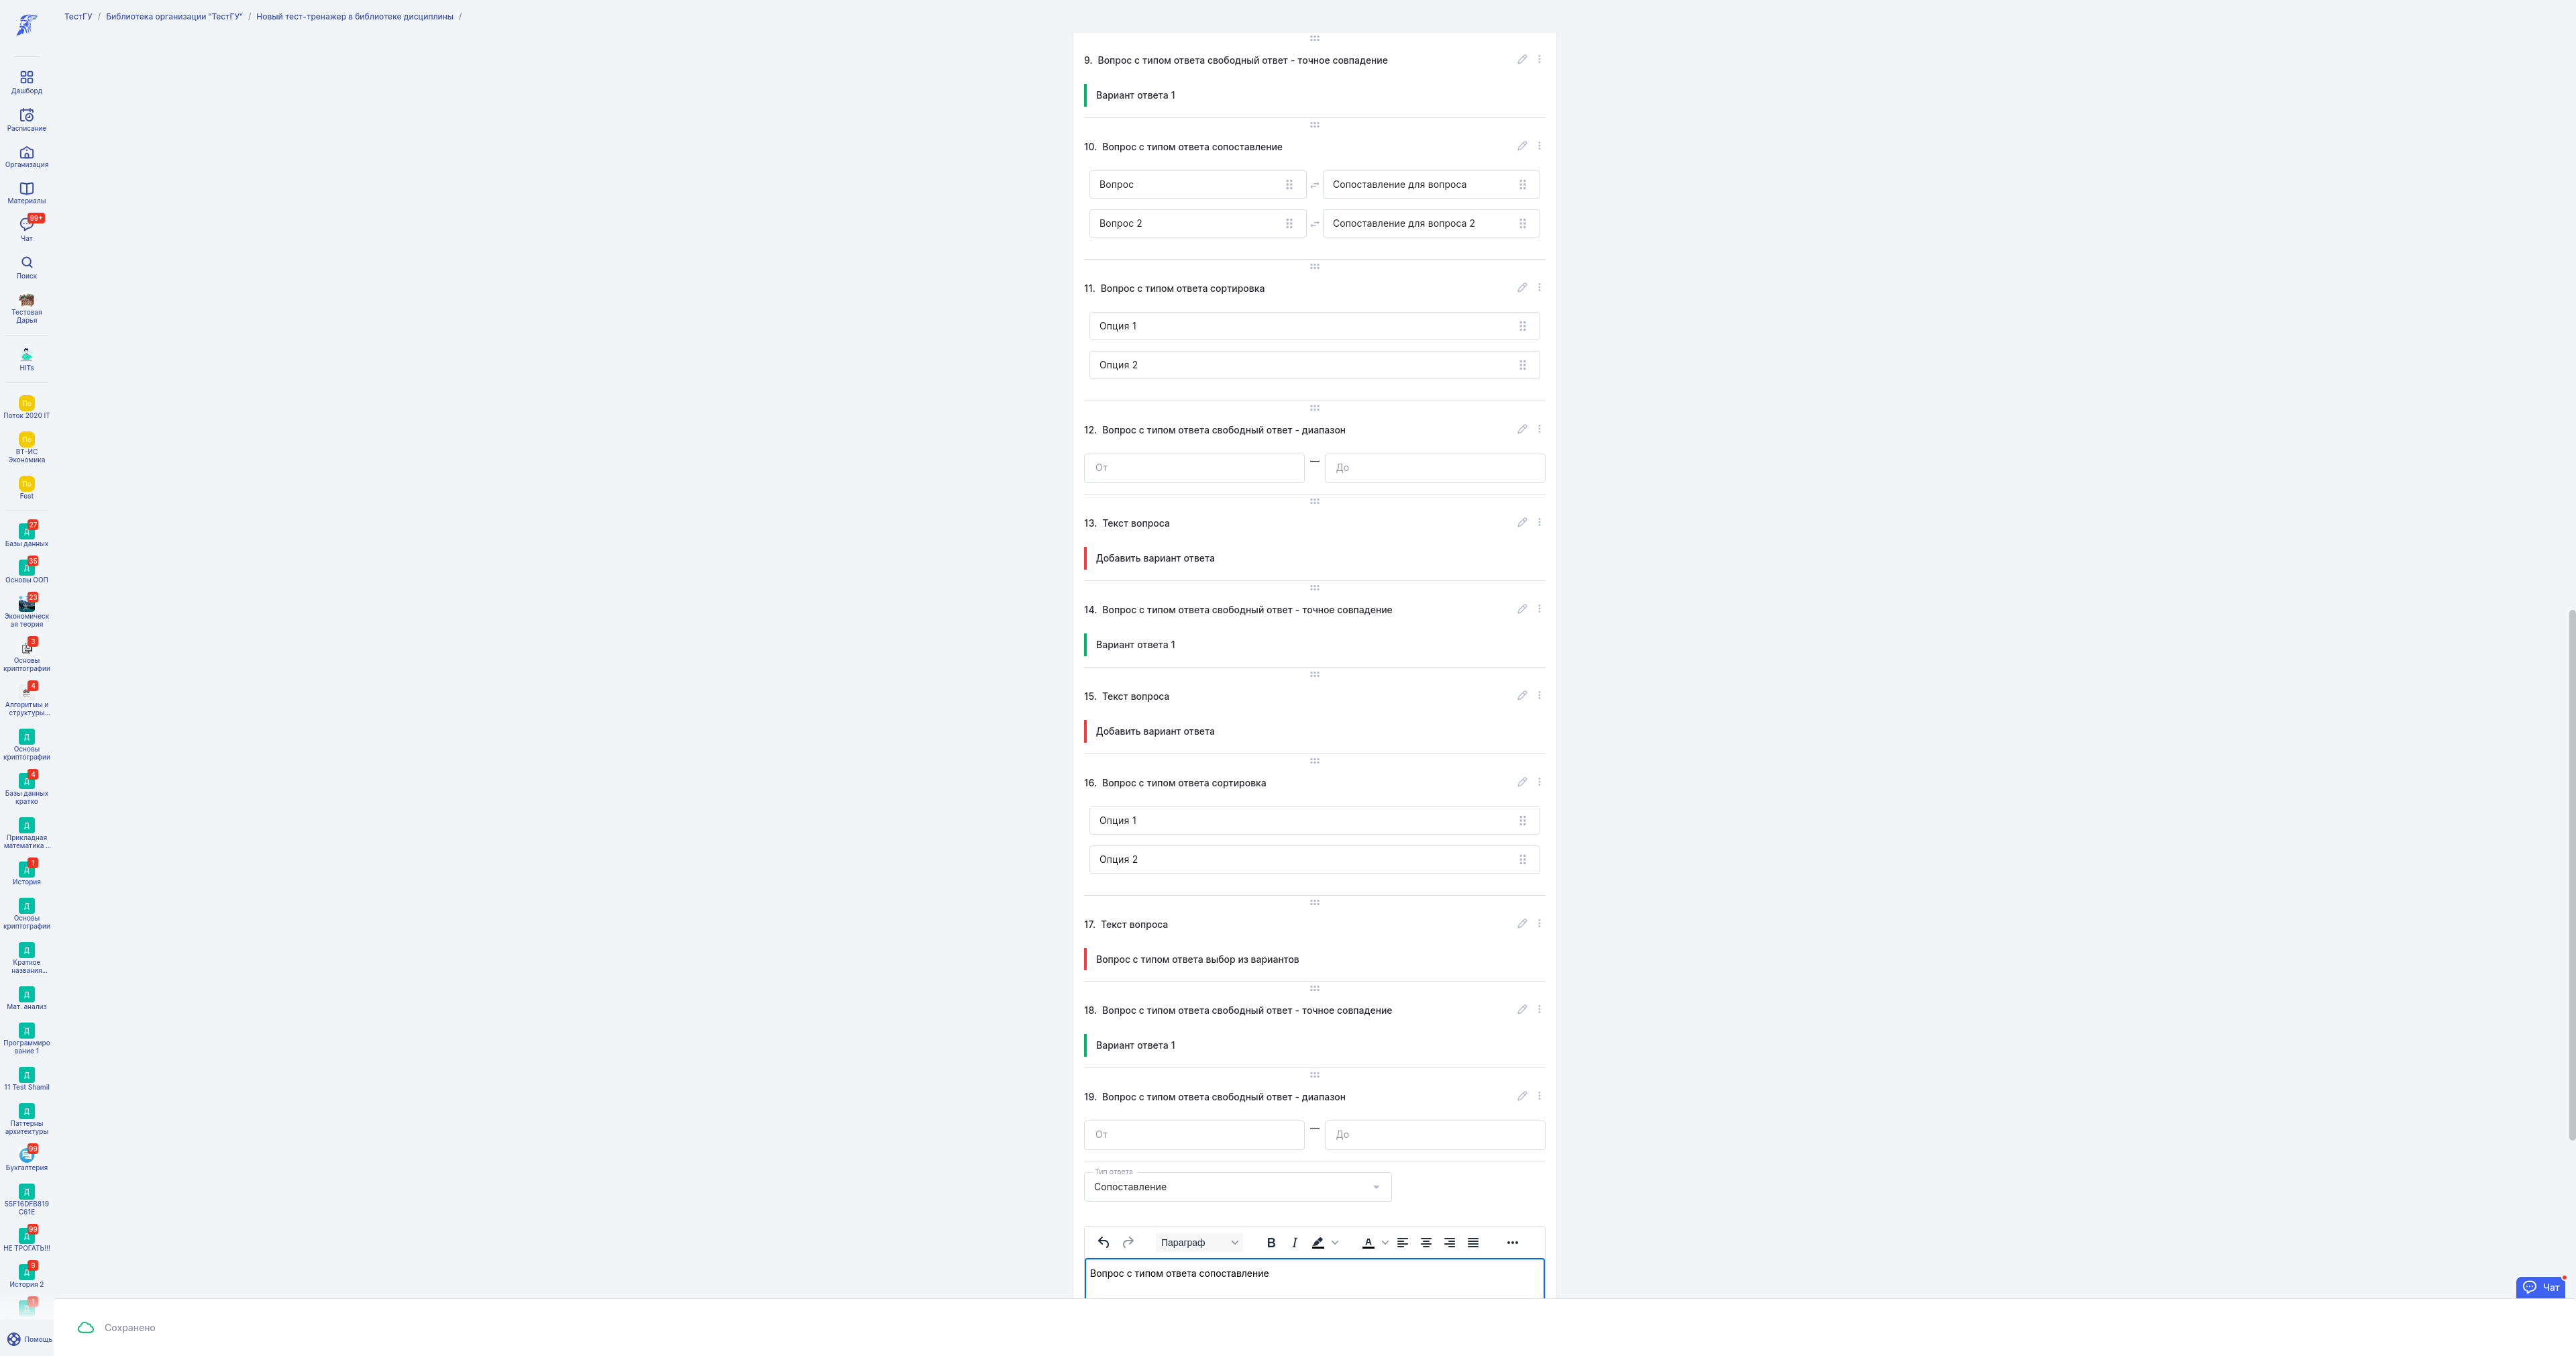 ТестГУ / Библиотека организации "ТестГУ" / Новый тест-тренажер в библиотеке дисциплины /
Дашборд
Расписание
Организация
Материалы
99+
Чат
Поиск
Тестовая
Дарья
HITs
По
Поток 2020 IT
По
ВТ-ИС
Экономика
По
Fest
27
Д
Базы данных
35
Д
Основы ООП
23
Экономическ
ая теория
3
Основы
криптографии
4
Алгоритмы и
структуры...
Д
Основы
криптографии
4
Д
Базы данных
кратко
Д
Прикладная
математика ...
1
Д
История
Д
Основы
криптографии
Д
Краткое
названия...
Д
Мат. анализ
Д
Программиро
вание 1
Д
11 Test Shamil
Д
Паттерны
архитектуры
99
Бухгалтерия
Д
55F16DFB819
C61E
99
Д
НЕ ТРОГАТЬ!!!
9
Д
История 2
1
Д
Помощь
9. Вопрос с типом ответа свободный ответ - точное совпадение
Вариант ответа 1
10. Вопрос с типом ответа сопоставление
Вопрос Сопоставление для вопроса
Вопрос 2 Сопоставление для вопроса 2
11. Вопрос с типом ответа сортировка
Опция 1
Опция 2
12. Вопрос с типом ответа свободный ответ - диапазон
От — До
13. Текст вопроса
Добавить вариант ответа
14. Вопрос с типом ответа свободный ответ - точное совпадение
Вариант ответа 1
15. Текст вопроса
Добавить вариант ответа
16. Вопрос с типом ответа сортировка
Опция 1
Опция 2
17. Текст вопроса
Вопрос с типом ответа выбор из вариантов
18. Вопрос с типом ответа свободный ответ - точное совпадение
Вариант ответа 1
19. Вопрос с типом ответа свободный ответ - диапазон
От — До
Тип ответа
Сопоставление
Параграф B I A
Вопрос с типом ответа сопоставление
Чат
Сохранено